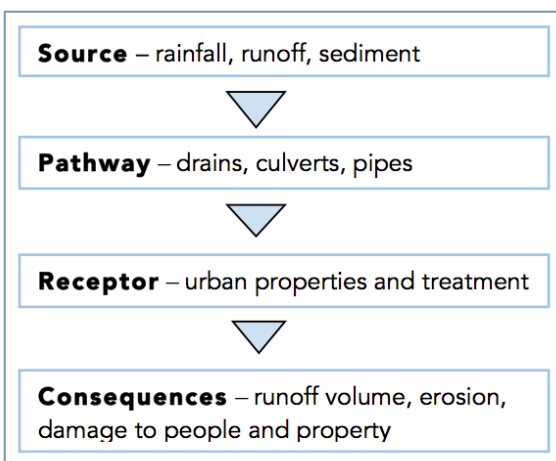 Source – rainfall, runoff, sediment
Pathway – drains, culverts, pipes
Receptor – urban properties and treatment
Consequences – runoff volume, erosion,
damage to people and property